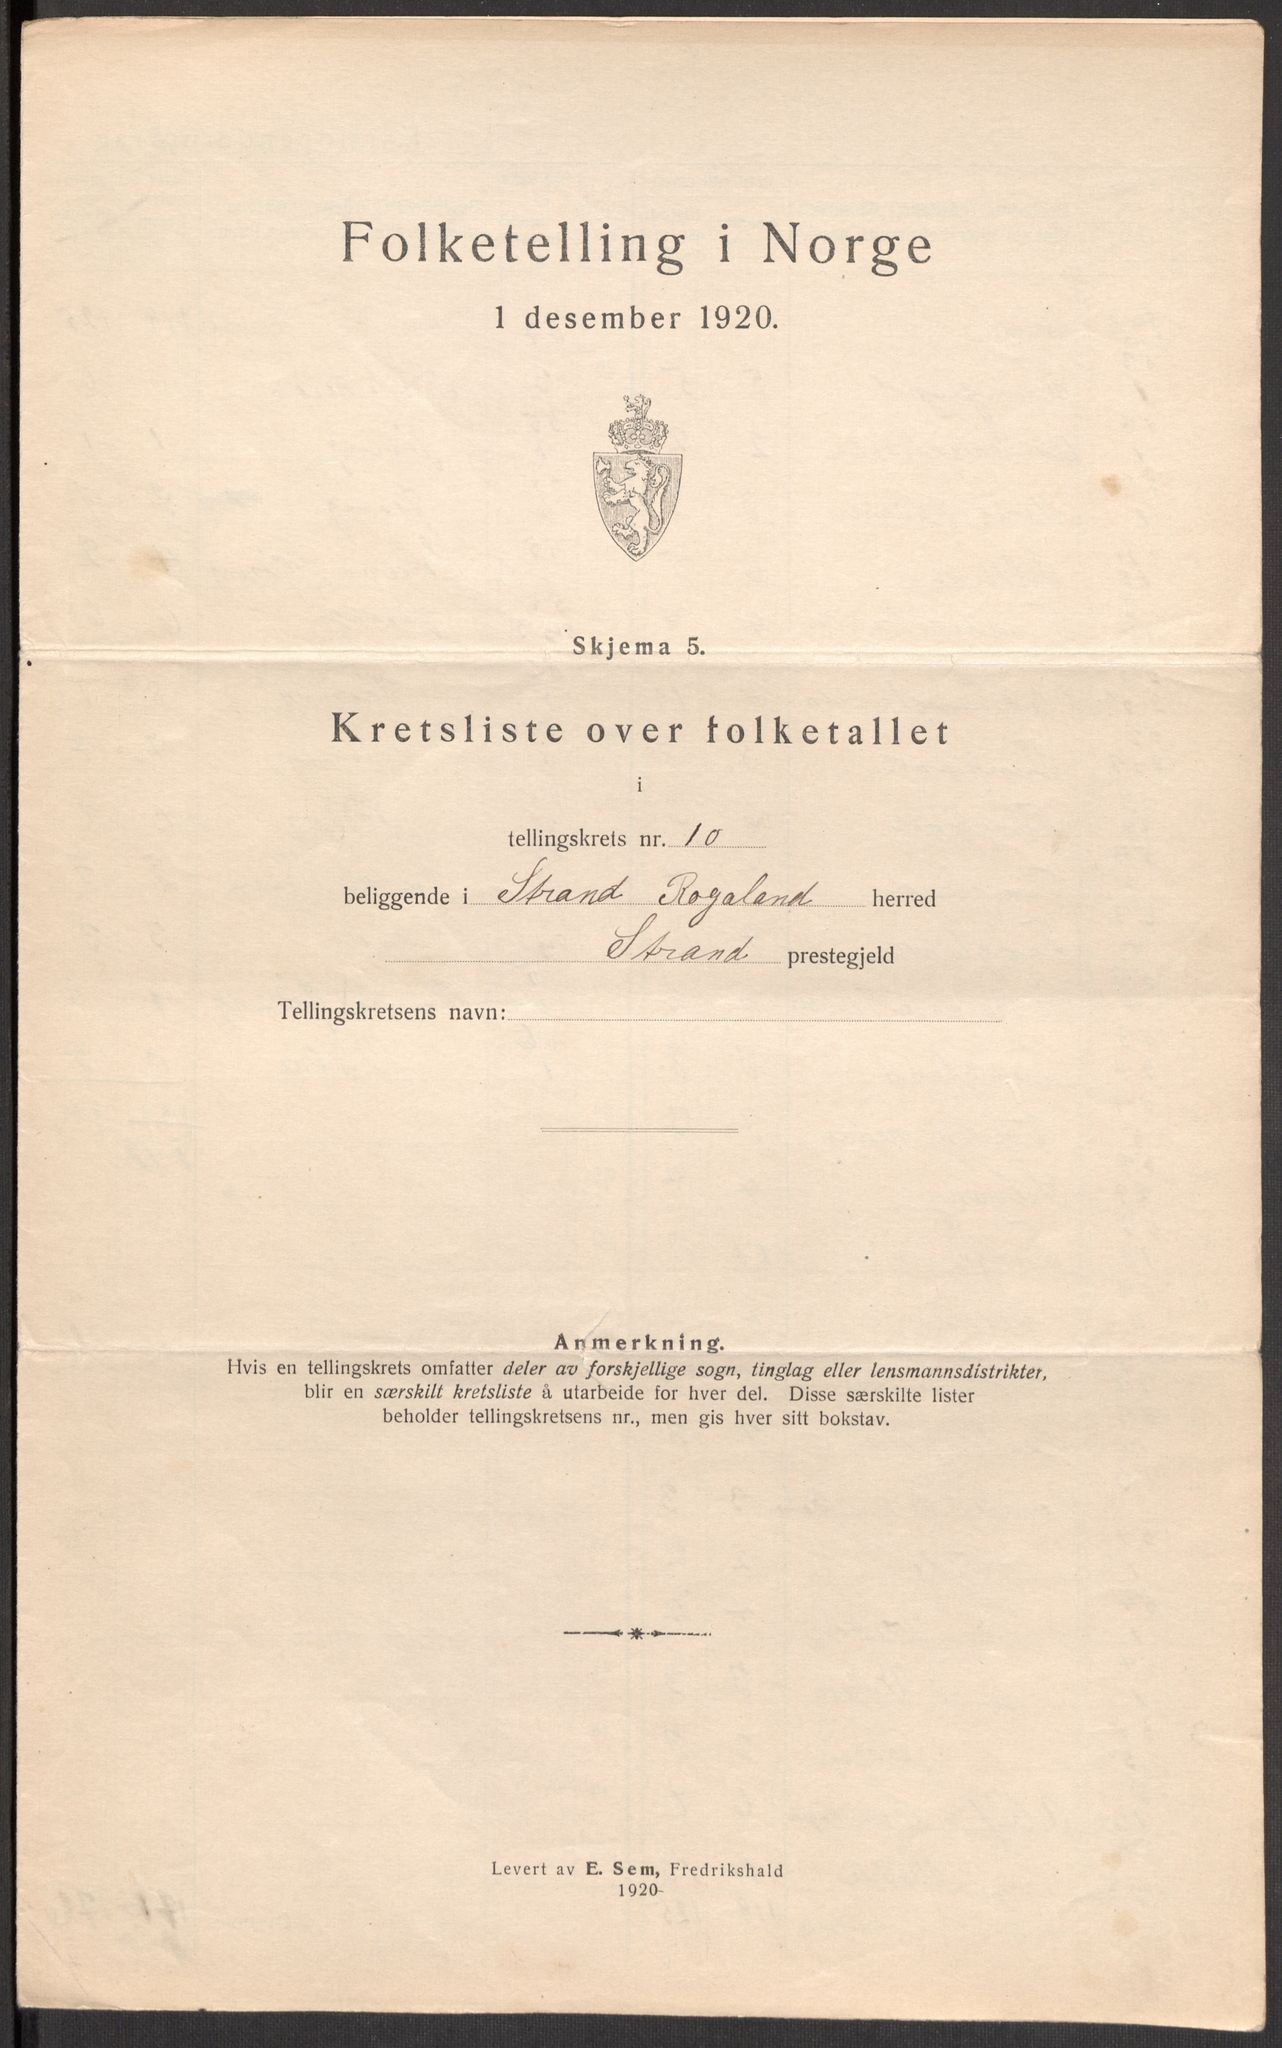 Folketelling i Norge
1 desember 1920.
Skjema 5.
Kretsliste over folketallet
i
tellingskrets nr. 10
beliggende i Strand Rogaland herred
Strand prestegjeld
Tellingskretsens navn:
Anmerkning.
Hvis en tellingskrets omfatter deler av forskjellige sogn, tinglag eller lensmannsdistrikter,
blir en særskilt kretsliste å utarbeide for hver del. Disse særskilte lister
beholder tellingskretsens nr., men gis hver sitt bokstav.
Levert av E. Sem, Fredrikshald
1920